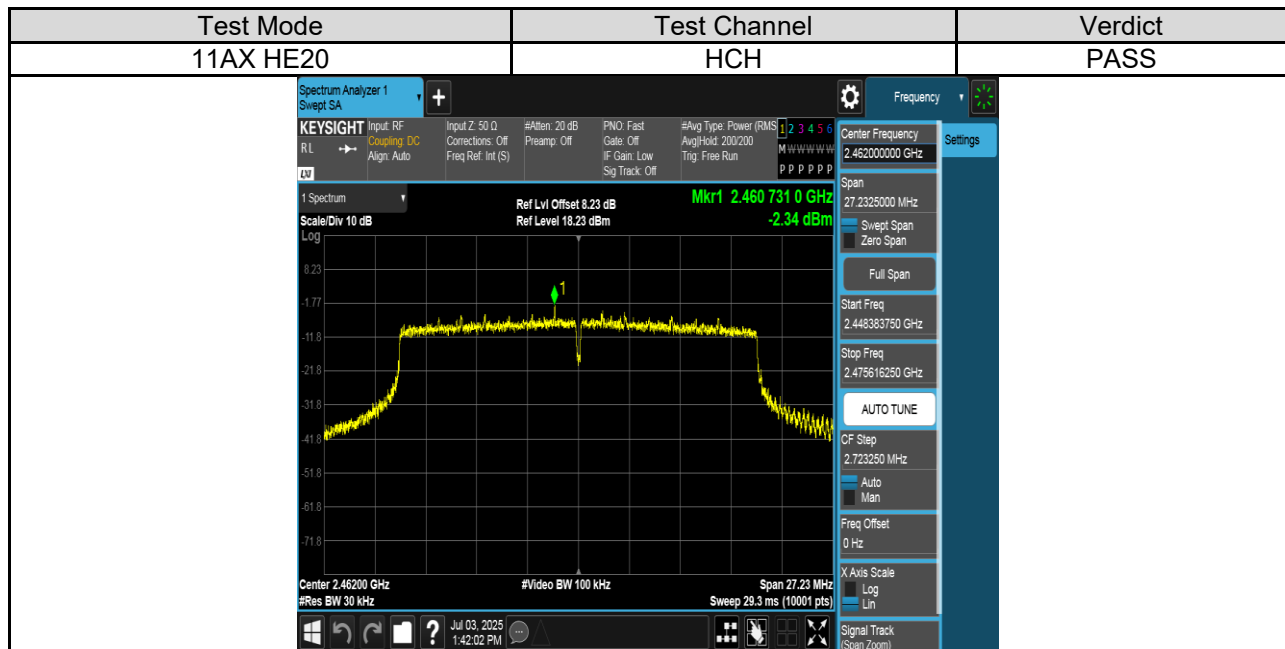 Test Mode Test Channel Verdict
11AX HE20 HCH PASS
Spectrum Analyzer 1
Swept SA
Frequency
KEYSIGHT Input: RF Input Z: 50 Ω #Atten: 20 dB PNO: Fast #Avg Type: Power (RMS 1 2 3 4 5 6
Coupling: DC Corrections: Off Preamp: Off Gate: Off Avg|Hold: 200/200
RL Align: Auto Freq Ref: Int (S) IF Gain: Low Trig: Free Run M W W W W W
LXI Sig Track: Off P P P P P P
1 Spectrum Ref Lvl Offset 8.23 dB Mkr1 2.460 731 0 GHz
Scale/Div 10 dB Ref Level 18.23 dBm -2.34 dBm
Log
8.23
1
-1.77
-11.8
-21.8
-31.8
-41.8
-51.8
-61.8
-71.8
Center 2.46200 GHz #Video BW 100 kHz Span 27.23 MHz
#Res BW 30 kHz Sweep 29.3 ms (10001 pts)
Jul 03, 2025
1:42:02 PM
Center Frequency
2.462000000 GHz
Settings
Span
27.2325000 MHz
Swept Span
Zero Span
Full Span
Start Freq
2.448383750 GHz
Stop Freq
2.475616250 GHz
AUTO TUNE
CF Step
2.723250 MHz
Auto
Man
Freq Offset
0 Hz
X Axis Scale
Log
Lin
Signal Track
(Span Zoom)